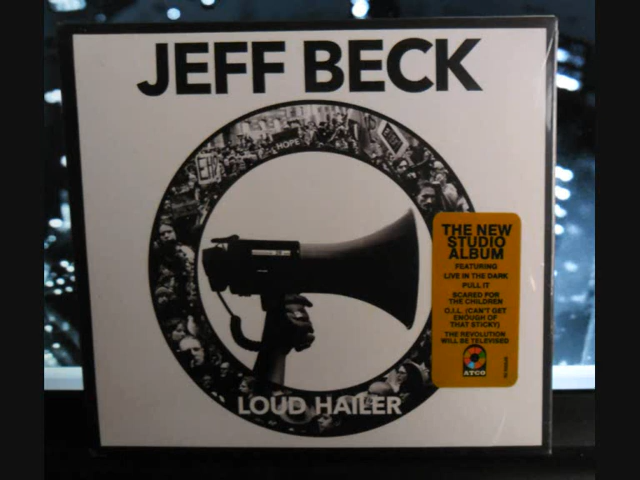 JEFF BECK
HOPE
LOUD HAILER
THE NEW
STUDIO
ALBUM
FEATURING
LIVE IN THE DARK
PULL IT
SCARED FOR
THE CHILDREN
O.I.L. (CAN'T GET
ENOUGH OF
THAT STICKY)
THE REVOLUTION
WILL BE TELEVISED
ATCO